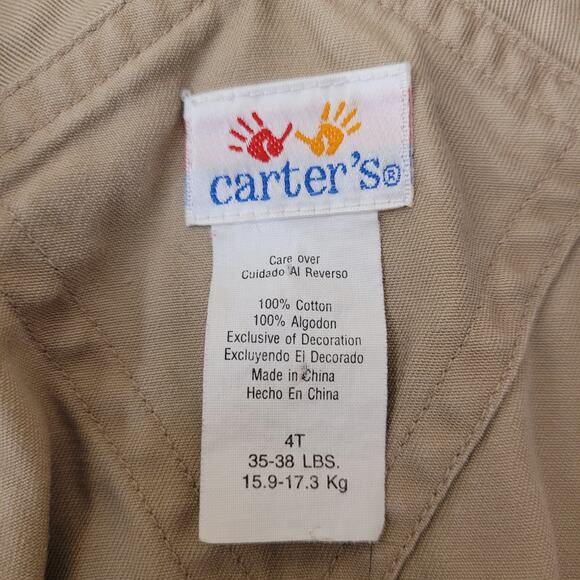 carter's®
Care over
Cuidado Al Reverso
100% Cotton
100% Algodon
Exclusive of Decoration
Excluyendo El Decorado
Made in China
Hecho En China
4T
35-38 LBS.
15.9-17.3 Kg